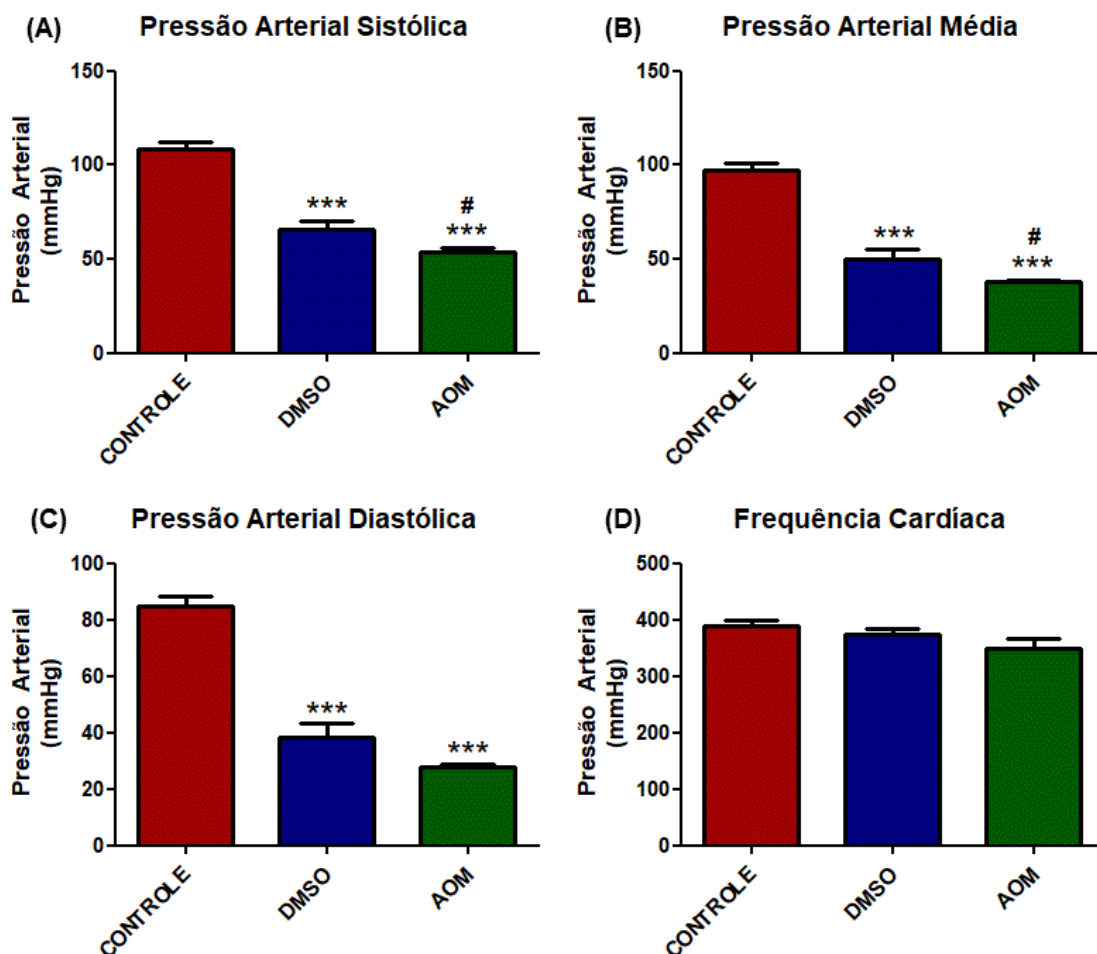 (A) Pressão Arterial Sistólica
Pressão Arterial
(mmHg)
150
100
50
0
***
#
***
CONTROLE
DMSO
AOM
(B) Pressão Arterial Média
Pressão Arterial
(mmHg)
150
100
50
0
***
#
***
CONTROLE
DMSO
AOM
(C) Pressão Arterial Diastólica
Pressão Arterial
(mmHg)
100
80
60
40
20
0
***
***
CONTROLE
DMSO
AOM
(D) Frequência Cardíaca
Pressão Arterial
(mmHg)
500
400
300
200
100
0
CONTROLE
DMSO
AOM